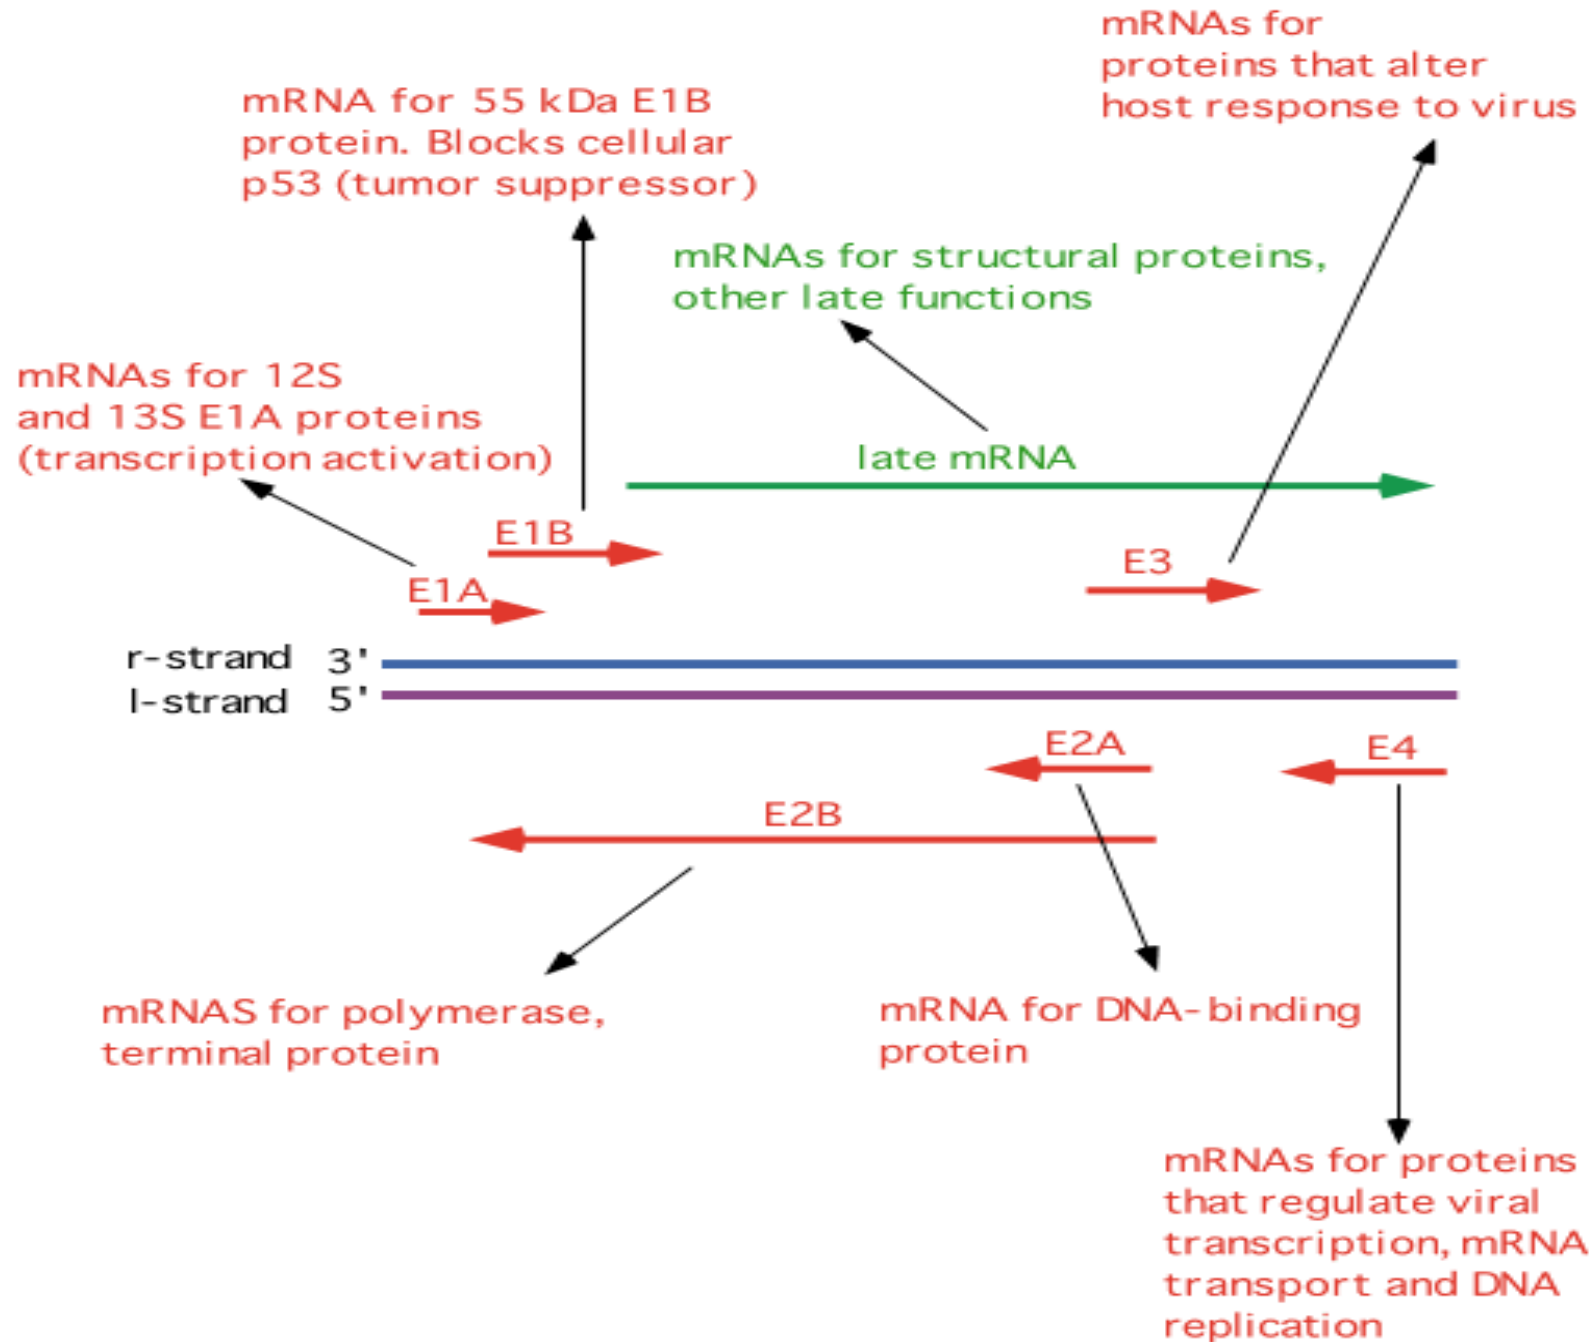 mRNAs for
proteins that alter
host response to virus
mRNA for 55 kDa E1B
protein. Blocks cellular
p53 (tumor suppressor)
mRNAs for structural proteins,
other late functions
mRNAs for 12S
and 13S E1A proteins
(transcription activation)
late mRNA
E1B
E3
E1A
r-strand 3'
l-strand 5'
E2A
E4
E2B
mRNAS for polymerase,
terminal protein
mRNA for DNA-binding
protein
mRNAs for proteins
that regulate viral
transcription, mRNA
transport and DNA
replication